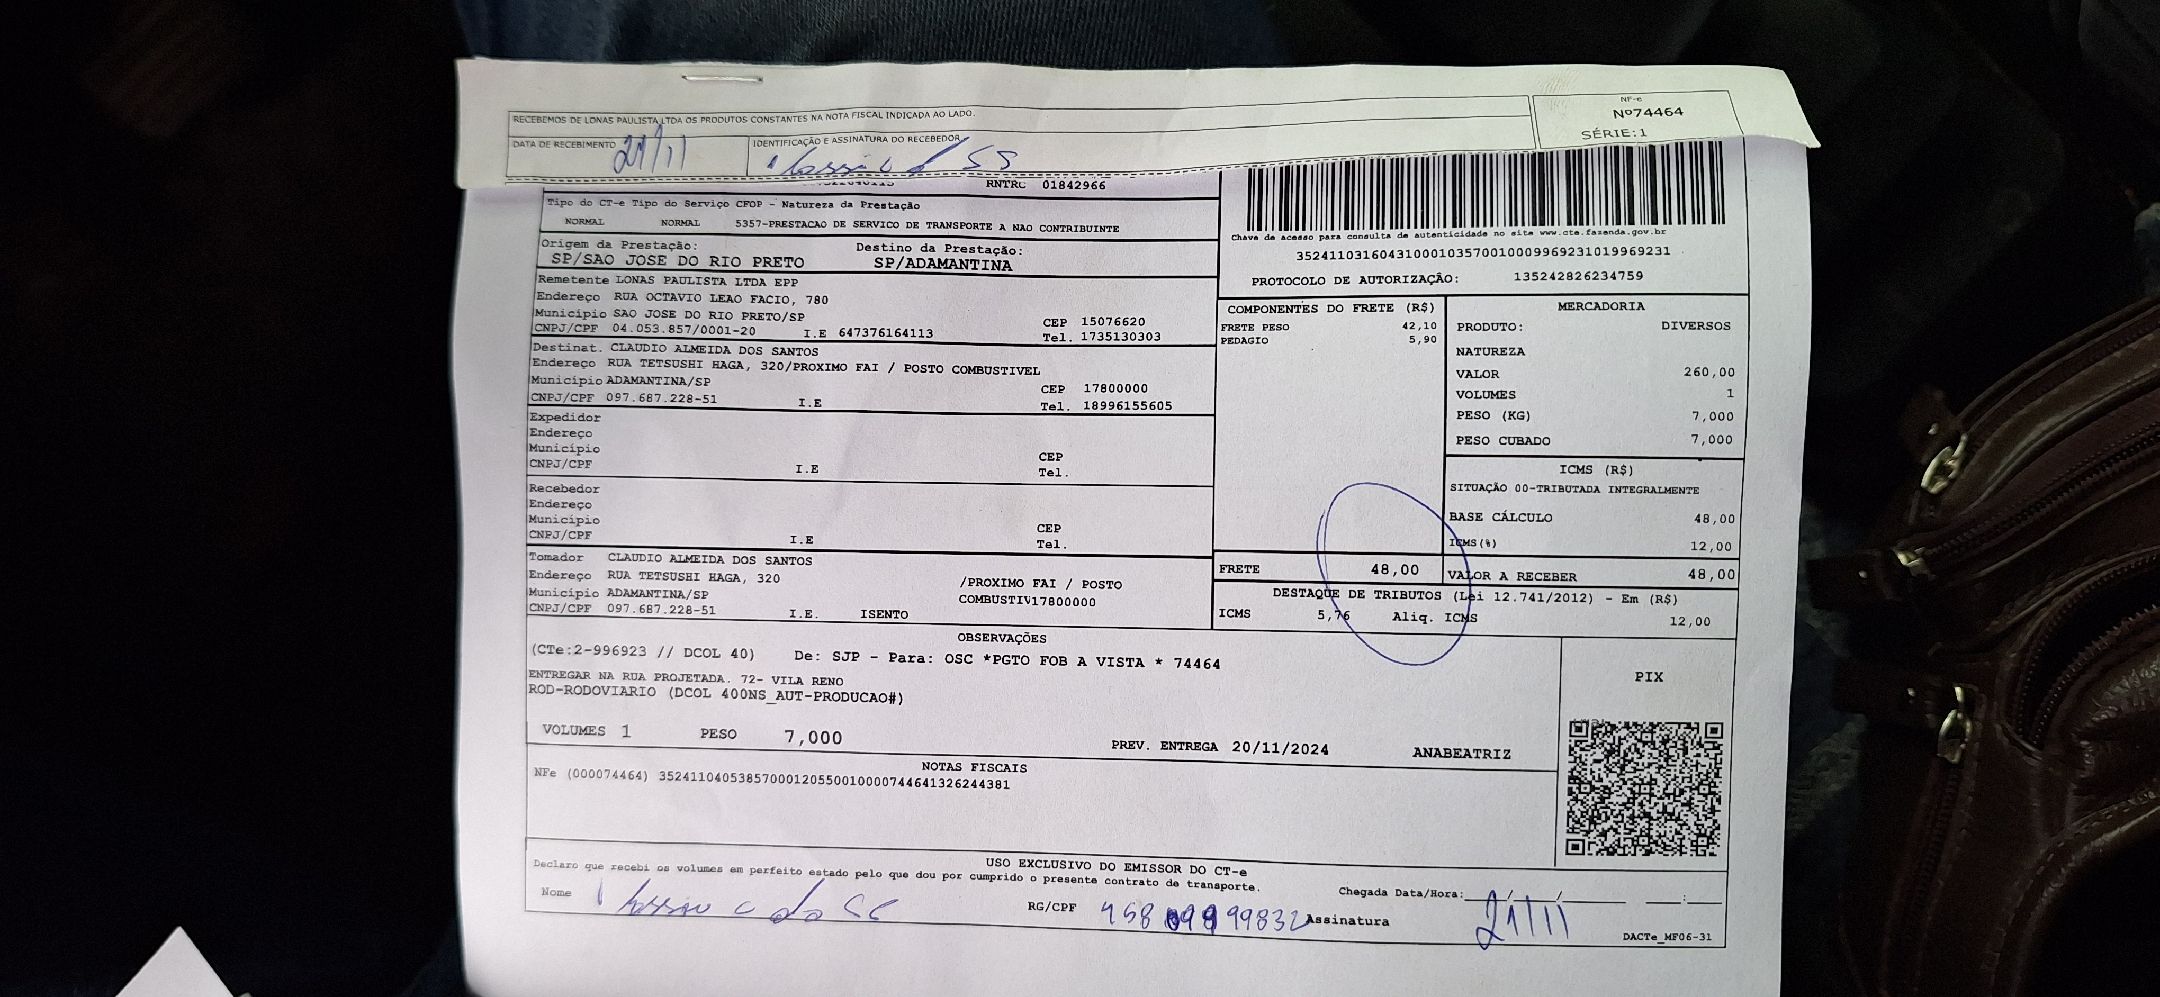 RECEBEMOS DE LONAS PAULISTA LTDA OS PRODUTOS CONSTANTES NA NOTA FISCAL INDICADA AO LADO.
NF-e
Nº74464
SÉRIE:1
DATA DE RECEBIMENTO 21/11
IDENTIFICAÇÃO E ASSINATURA DO RECEBEDOR
RNTRC 01842966
Tipo do CT-e Tipo do Serviço CFOP - Natureza da Prestação
NORMAL NORMAL 5357-PRESTACAO DE SERVICO DE TRANSPORTE A NAO CONTRIBUINTE
Origem da Prestação: Destino da Prestação:
SP/SAO JOSE DO RIO PRETO SP/ADAMANTINA
Chave de acesso para consulta de autenticidade no site www.cte.fazenda.gov.br
35241103160431000103570010009969231019969231
PROTOCOLO DE AUTORIZAÇÃO: 135242826234759
Remetente LONAS PAULISTA LTDA EPP
Endereço RUA OCTAVIO LEAO FACIO, 780
Município SAO JOSE DO RIO PRETO/SP CEP 15076620
CNPJ/CPF 04.053.857/0001-20 I.E 647376164113 Tel. 1735130303
Destinat. CLAUDIO ALMEIDA DOS SANTOS
Endereço RUA TETSUSHI HAGA, 320/PROXIMO FAI / POSTO COMBUSTIVEL
Município ADAMANTINA/SP CEP 17800000
CNPJ/CPF 097.687.228-51 I.E Tel. 18996155605
Expedidor
Endereço
Município CEP
CNPJ/CPF I.E Tel.
Recebedor
Endereço
Município CEP
CNPJ/CPF I.E Tel.
Tomador CLAUDIO ALMEIDA DOS SANTOS
Endereço RUA TETSUSHI HAGA, 320 /PROXIMO FAI / POSTO
Município ADAMANTINA/SP COMBUSTIV17800000
CNPJ/CPF 097.687.228-51 I.E. ISENTO
COMPONENTES DO FRETE (R$)
FRETE PESO 42,10
PEDAGIO 5,90
FRETE 48,00
MERCADORIA
PRODUTO: DIVERSOS
NATUREZA
VALOR 260,00
VOLUMES 1
PESO (KG) 7,000
PESO CUBADO 7,000
ICMS (R$)
SITUAÇÃO 00-TRIBUTADA INTEGRALMENTE
BASE CÁLCULO 48,00
ICMS(%) 12,00
VALOR A RECEBER 48,00
DESTAQUE DE TRIBUTOS (Lei 12.741/2012) - Em (R$)
ICMS 5,76 Aliq. ICMS 12,00
OBSERVAÇÕES
(CTe:2-996923 // DCOL 40) De: SJP - Para: OSC *PGTO FOB A VISTA * 74464
ENTREGAR NA RUA PROJETADA. 72- VILA RENO
ROD-RODOVIARIO (DCOL 400NS_AUT-PRODUCAO#)
VOLUMES 1 PESO 7,000 PREV. ENTREGA 20/11/2024 ANABEATRIZ
PIX
NOTAS FISCAIS
NFe (000074464) 35241104053857000120550010000744641326244381
USO EXCLUSIVO DO EMISSOR DO CT-e
Declaro que recebi os volumes em perfeito estado pelo que dou por cumprido o presente contrato de transporte.
Chegada Data/Hora:__/__/____ __:__
Nome RG/CPF Assinatura 21/11
DACTe_MF06-31